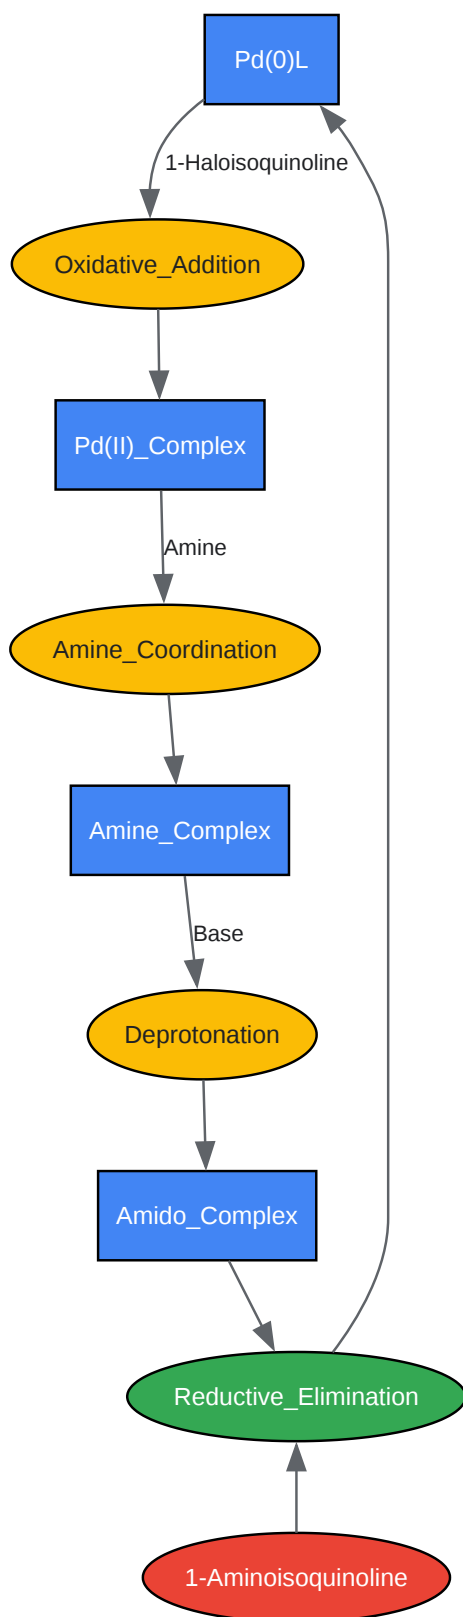 Pd(0)L
1-Haloisoquinoline
Oxidative_Addition
Pd(II)_Complex
Amine
Amine_Coordination
Amine_Complex
Base
Deprotonation
Amido_Complex
Reductive_Elimination
1-Aminoisoquinoline